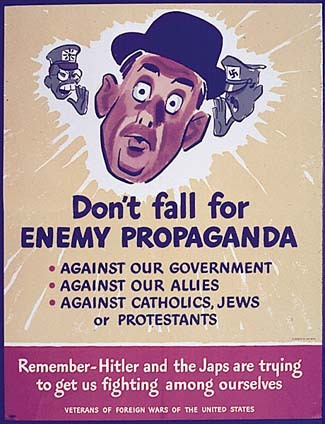 Don't fall for
ENEMY PROPAGANDA
• AGAINST OUR GOVERNMENT
• AGAINST OUR ALLIES
• AGAINST CATHOLICS, JEWS
or PROTESTANTS
Remember-Hitler and the Japs are trying
to get us fighting among ourselves
VETERANS OF FOREIGN WARS OF THE UNITED STATES